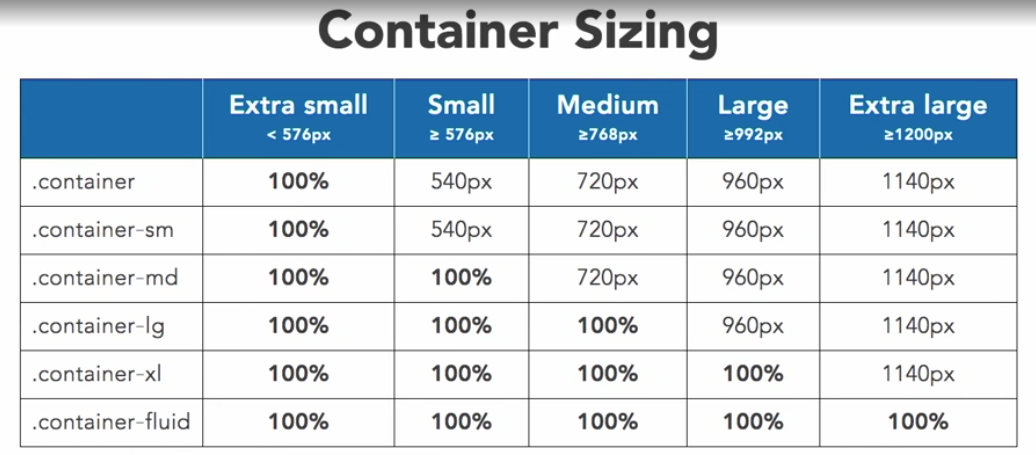 Container Sizing
Extra small Small Medium Large Extra large
< 576px ≥ 576px ≥768px ≥992px ≥1200px
.container 100% 540px 720px 960px 1140px
.container-sm 100% 540px 720px 960px 1140px
.container-md 100% 100% 720px 960px 1140px
.container-lg 100% 100% 100% 960px 1140px
.container-xl 100% 100% 100% 100% 1140px
.container-fluid 100% 100% 100% 100% 100%